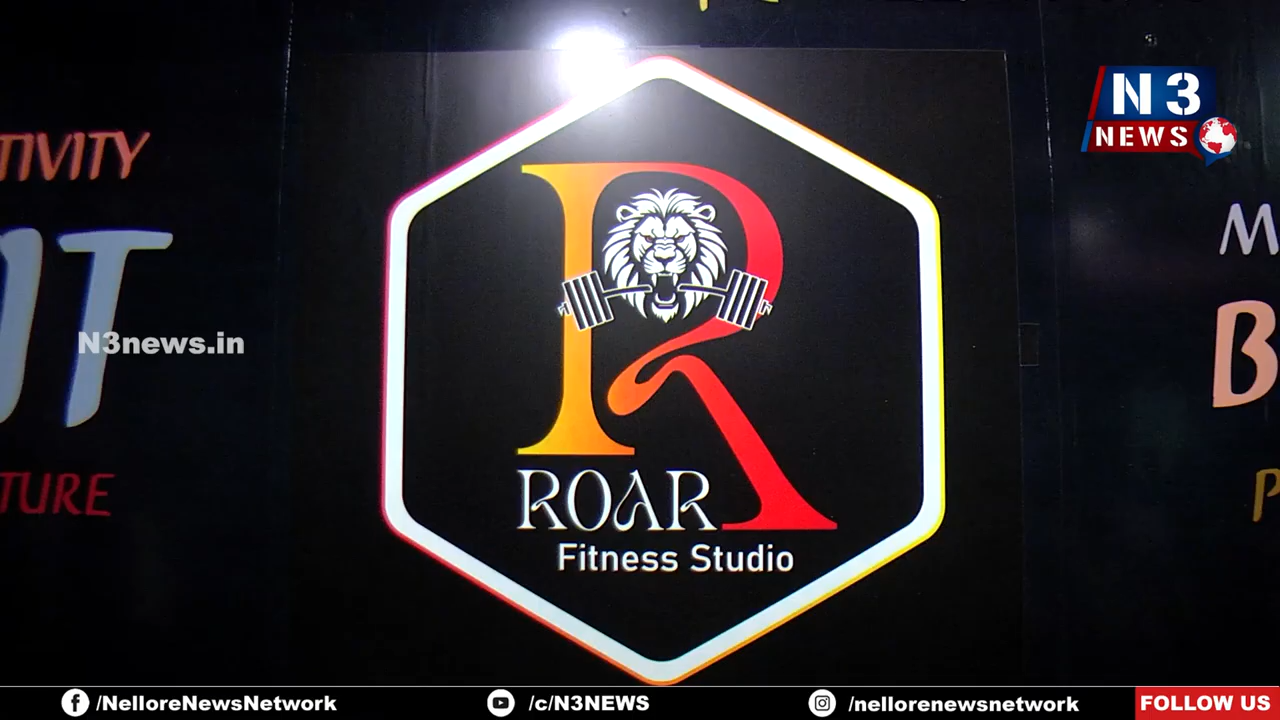 N3
NEWS
TIVITY
R
ROAR
Fitness Studio
TURE
N3news.in
/NelloreNewsNetwork
/c/N3NEWS
/nellorenewsnetwork
FOLLOW US